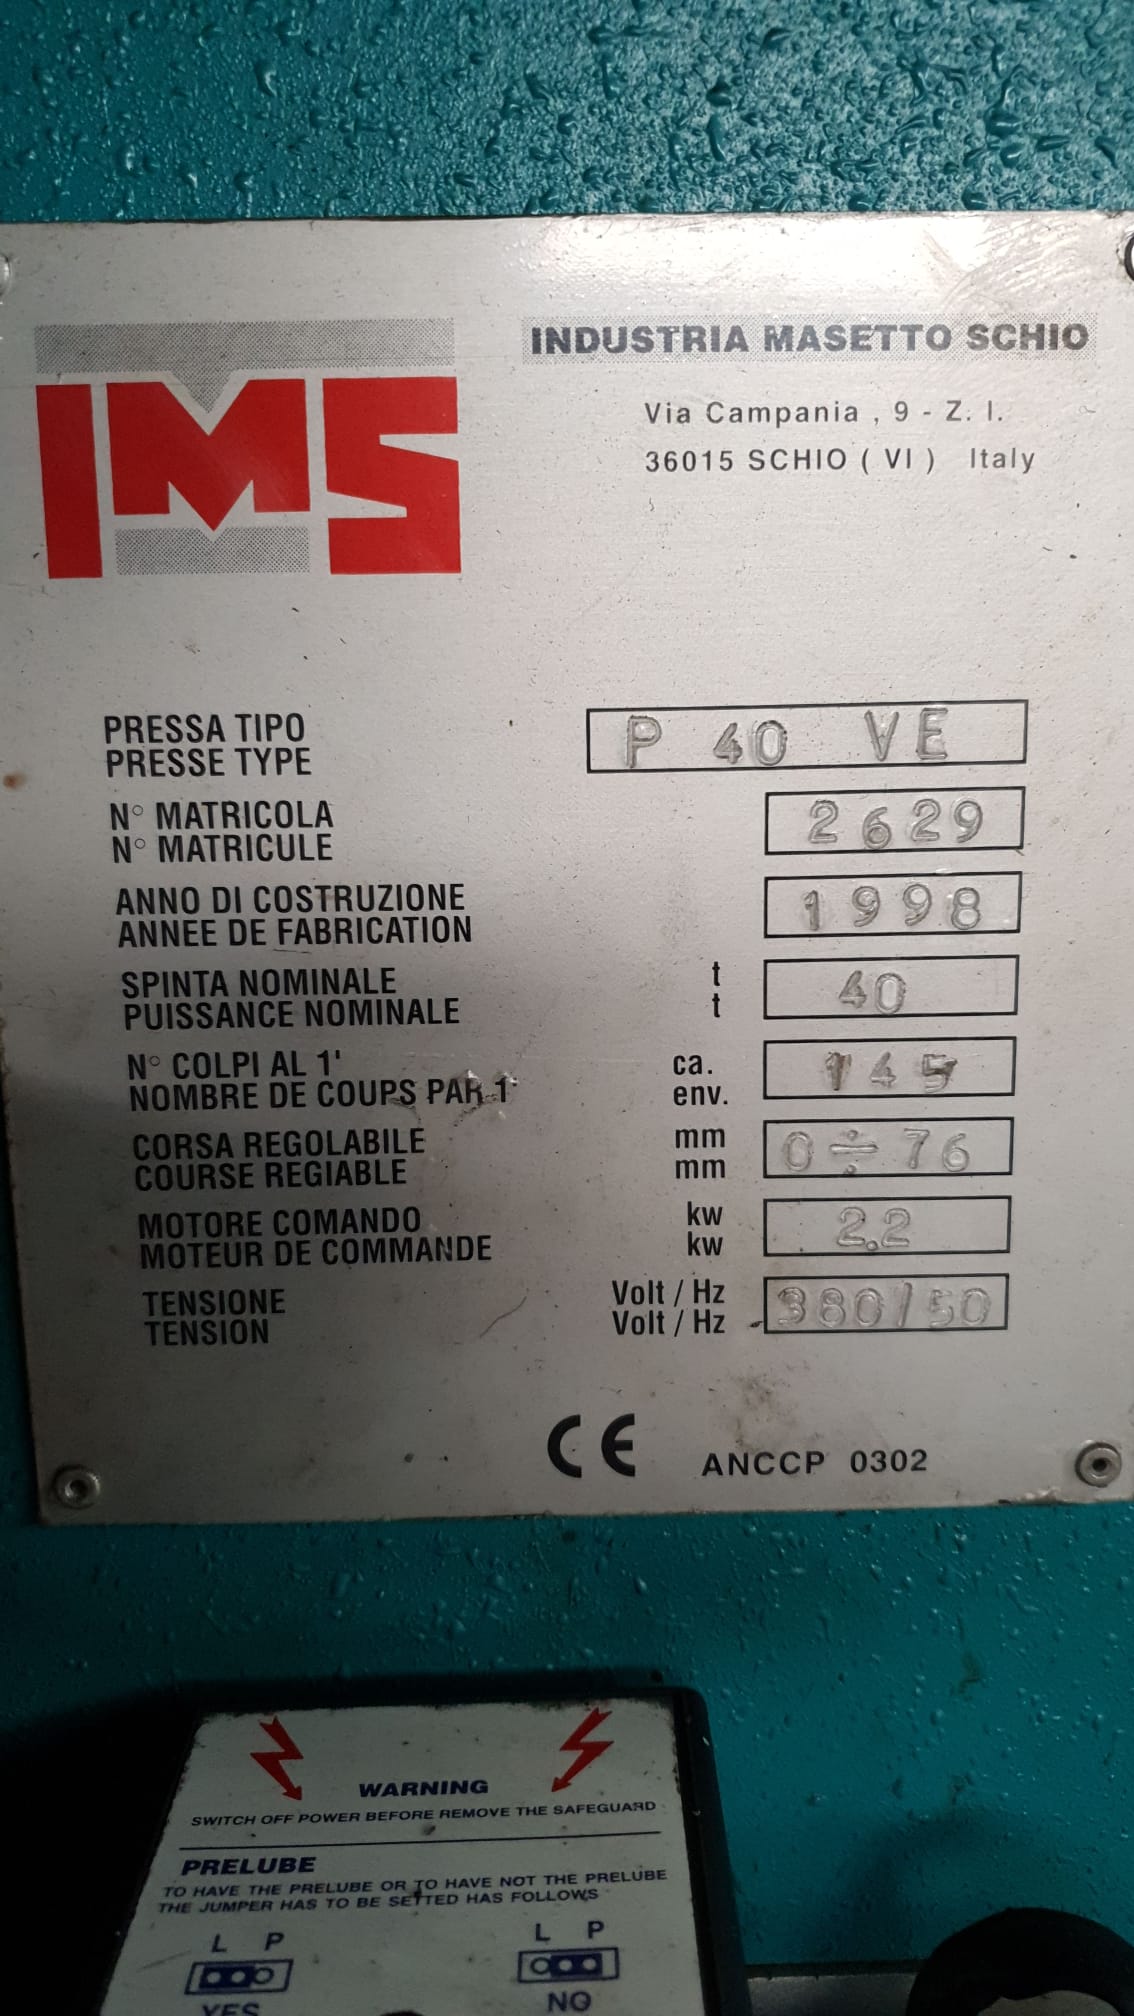 IMS
INDUSTRIA MASETTO SCHIO
Via Campania , 9 - Z. I.
36015 SCHIO ( VI ) Italy
PRESSA TIPO
PRESSE TYPE
P 40 VE
N° MATRICOLA
N° MATRICULE
2629
ANNO DI COSTRUZIONE
ANNEE DE FABRICATION
1998
SPINTA NOMINALE t
PUISSANCE NOMINALE t
40
N° COLPI AL 1' ca.
NOMBRE DE COUPS PAR 1' env.
145
CORSA REGOLABILE mm
COURSE REGIABLE mm
0÷76
MOTORE COMANDO kw
MOTEUR DE COMMANDE kw
2.2
TENSIONE Volt / Hz
TENSION Volt / Hz
380/50
CE ANCCP 0302
WARNING
SWITCH OFF POWER BEFORE REMOVE THE SAFEGUARD
PRELUBE
TO HAVE THE PRELUBE OR TO HAVE NOT THE PRELUBE
THE JUMPER HAS TO BE SETTED HAS FOLLOWS
L P L P
YES NO